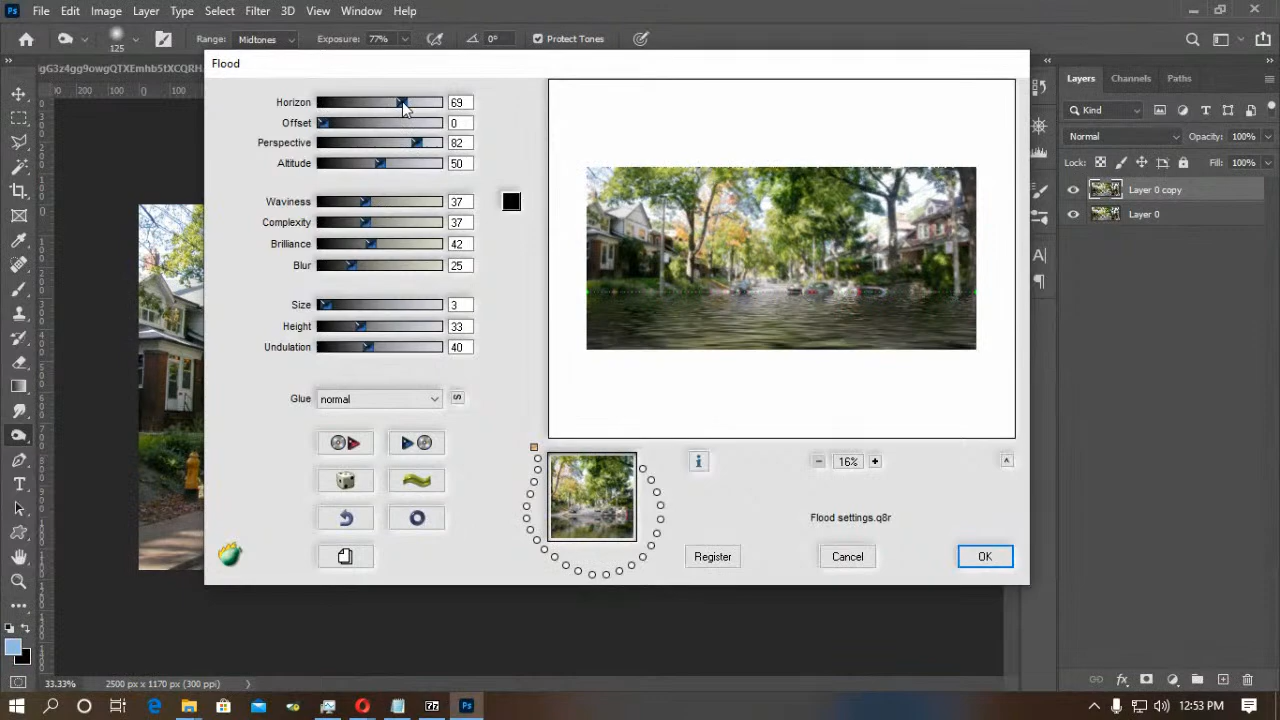 Ps File Edit Image Layer Type Select Filter 3D View Window Help
125 Range: Midtones Exposure: 77% 0° Protect Tones
gG3z4gg9owgQTXEmhb5tXCQRH
Flood
Horizon 69
Offset 0
Perspective 82
Altitude 50
Waviness 37
Complexity 37
Brilliance 42
Blur 25
Size 3
Height 33
Undulation 40
Glue normal S
16%
Flood settings.q8r
Register Cancel OK
Layers Channels Paths
Kind
Normal Opacity: 100%
Lock: Fill: 100%
Layer 0 copy
Layer 0
33.33% 2500 px x 1170 px (300 ppi)
12:53 PM